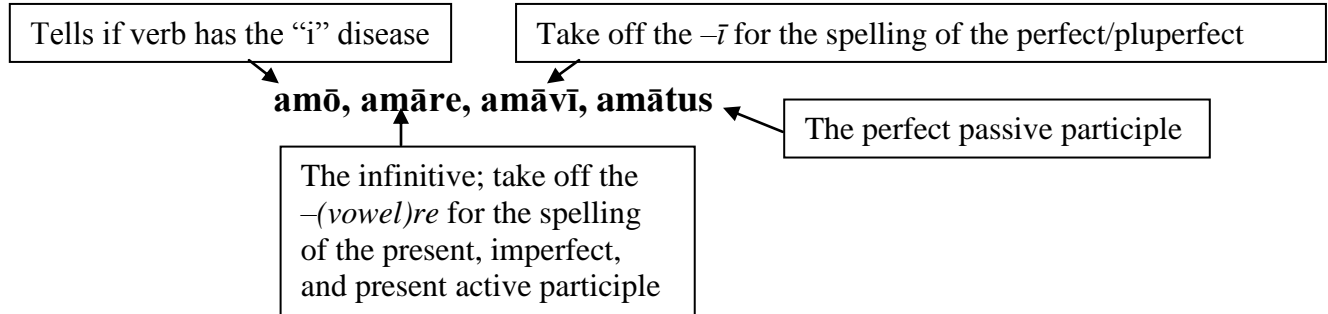 Tells if verb has the “i” disease
Take off the –ī for the spelling of the perfect/pluperfect
amō, amāre, amāvī, amātus
The perfect passive participle
The infinitive; take off the
–(vowel)re for the spelling
of the present, imperfect,
and present active participle